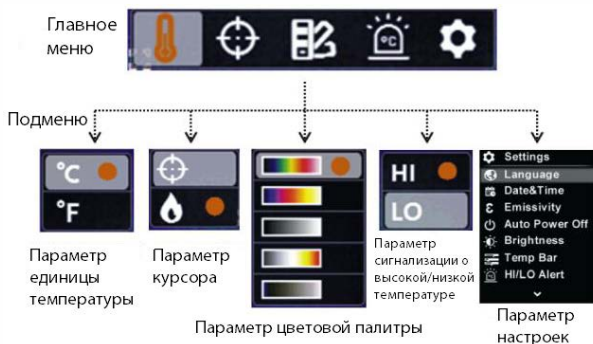 Главное
меню
°C
Подменю
°C
°F
HI
LO
Settings
Language
Date&Time
Emissivity
Auto Power Off
Brightness
Temp Bar
HI/LO Alert
Параметр
единицы
температуры
Параметр
курсора
Параметр цветовой палитры
Параметр
сигнализации о
высокой/низкой
температуре
Параметр
настроек